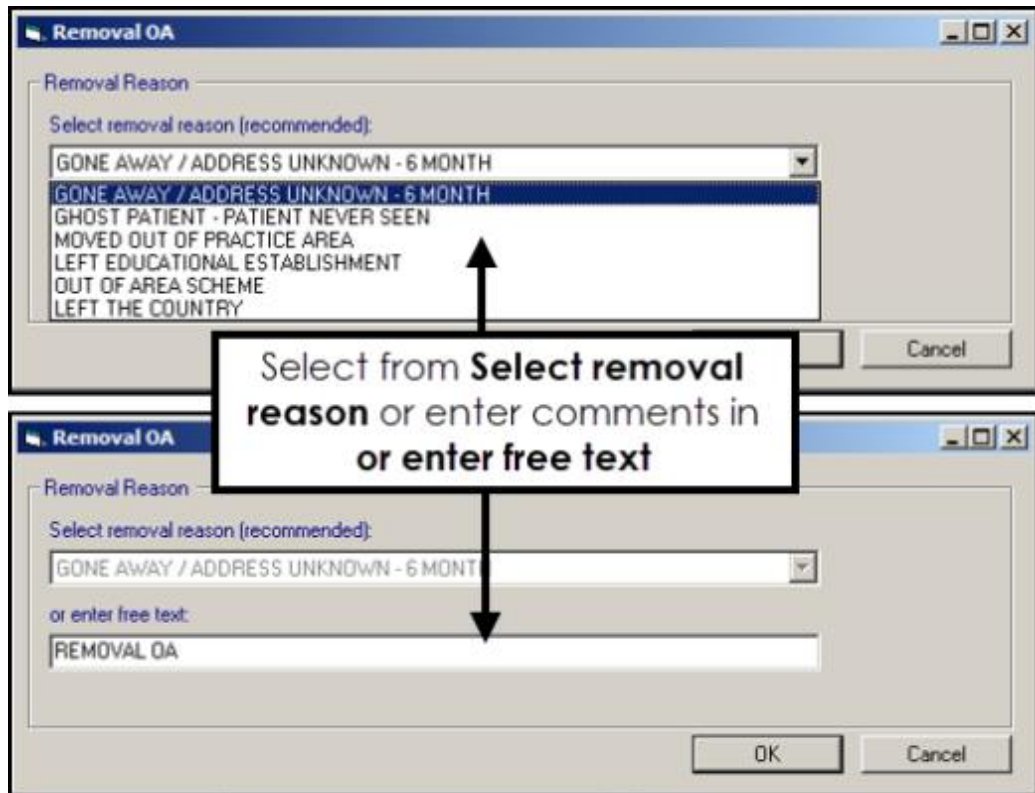 Removal OA
Removal Reason
Select removal reason (recommended):
GONE AWAY / ADDRESS UNKNOWN - 6 MONTH
GONE AWAY / ADDRESS UNKNOWN - 6 MONTH
GHOST PATIENT - PATIENT NEVER SEEN
MOVED OUT OF PRACTICE AREA
LEFT EDUCATIONAL ESTABLISHMENT
OUT OF AREA SCHEME
LEFT THE COUNTRY
Cancel
Select from Select removal
reason or enter comments in
or enter free text
Removal OA
Removal Reason
Select removal reason (recommended):
GONE AWAY / ADDRESS UNKNOWN - 6 MONTH
or enter free text:
REMOVAL OA
OK Cancel